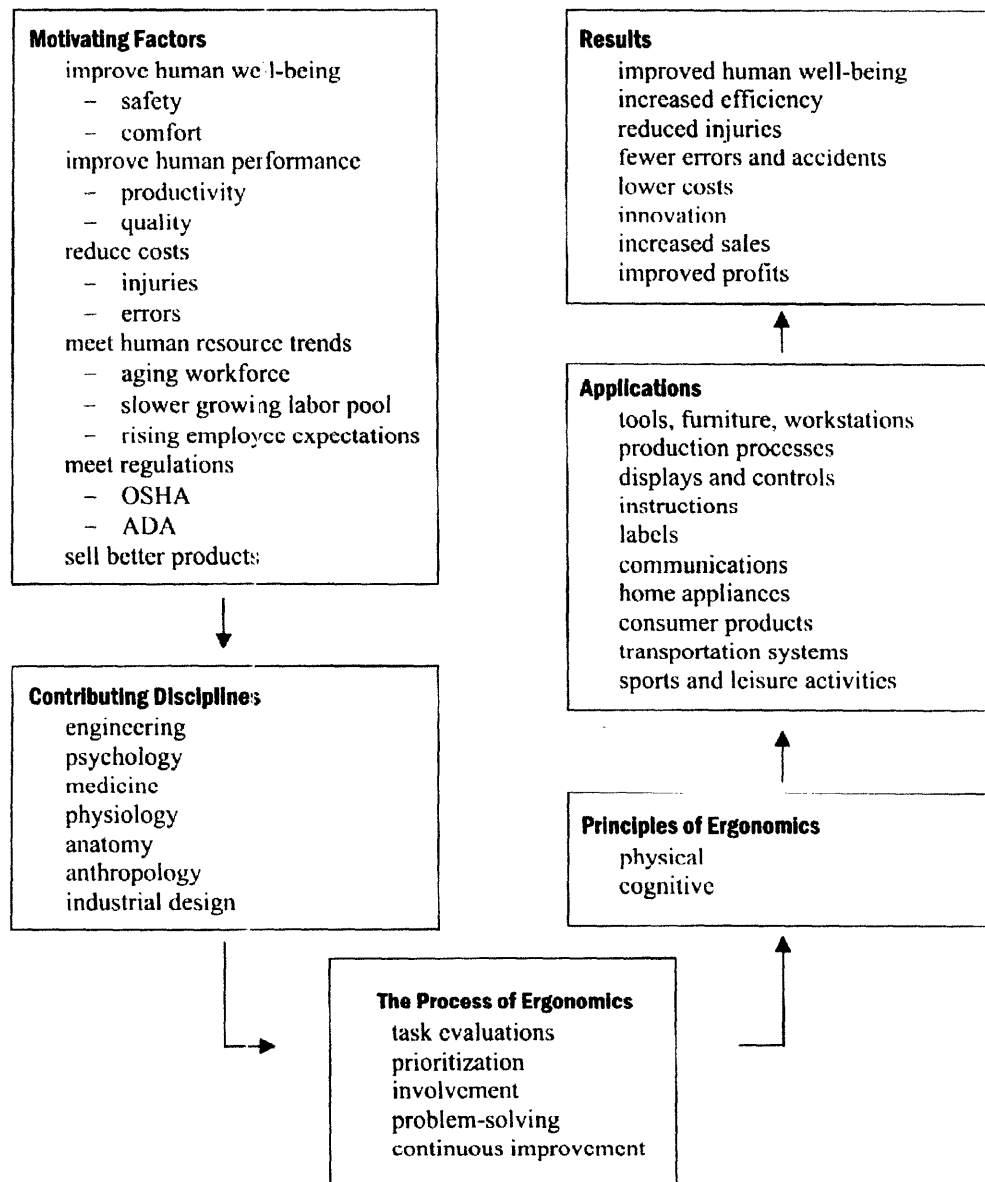 Motivating Factors
improve human well-being
– safety
– comfort
improve human performance
– productivity
– quality
reduce costs
– injuries
– errors
meet human resource trends
– aging workforce
– slower growing labor pool
– rising employee expectations
meet regulations
– OSHA
– ADA
sell better products
Contributing Disciplines
engineering
psychology
medicine
physiology
anatomy
anthropology
industrial design
The Process of Ergonomics
task evaluations
prioritization
involvement
problem-solving
continuous improvement
Principles of Ergonomics
physical
cognitive
Applications
tools, furniture, workstations
production processes
displays and controls
instructions
labels
communications
home appliances
consumer products
transportation systems
sports and leisure activities
Results
improved human well-being
increased efficiency
reduced injuries
fewer errors and accidents
lower costs
innovation
increased sales
improved profits